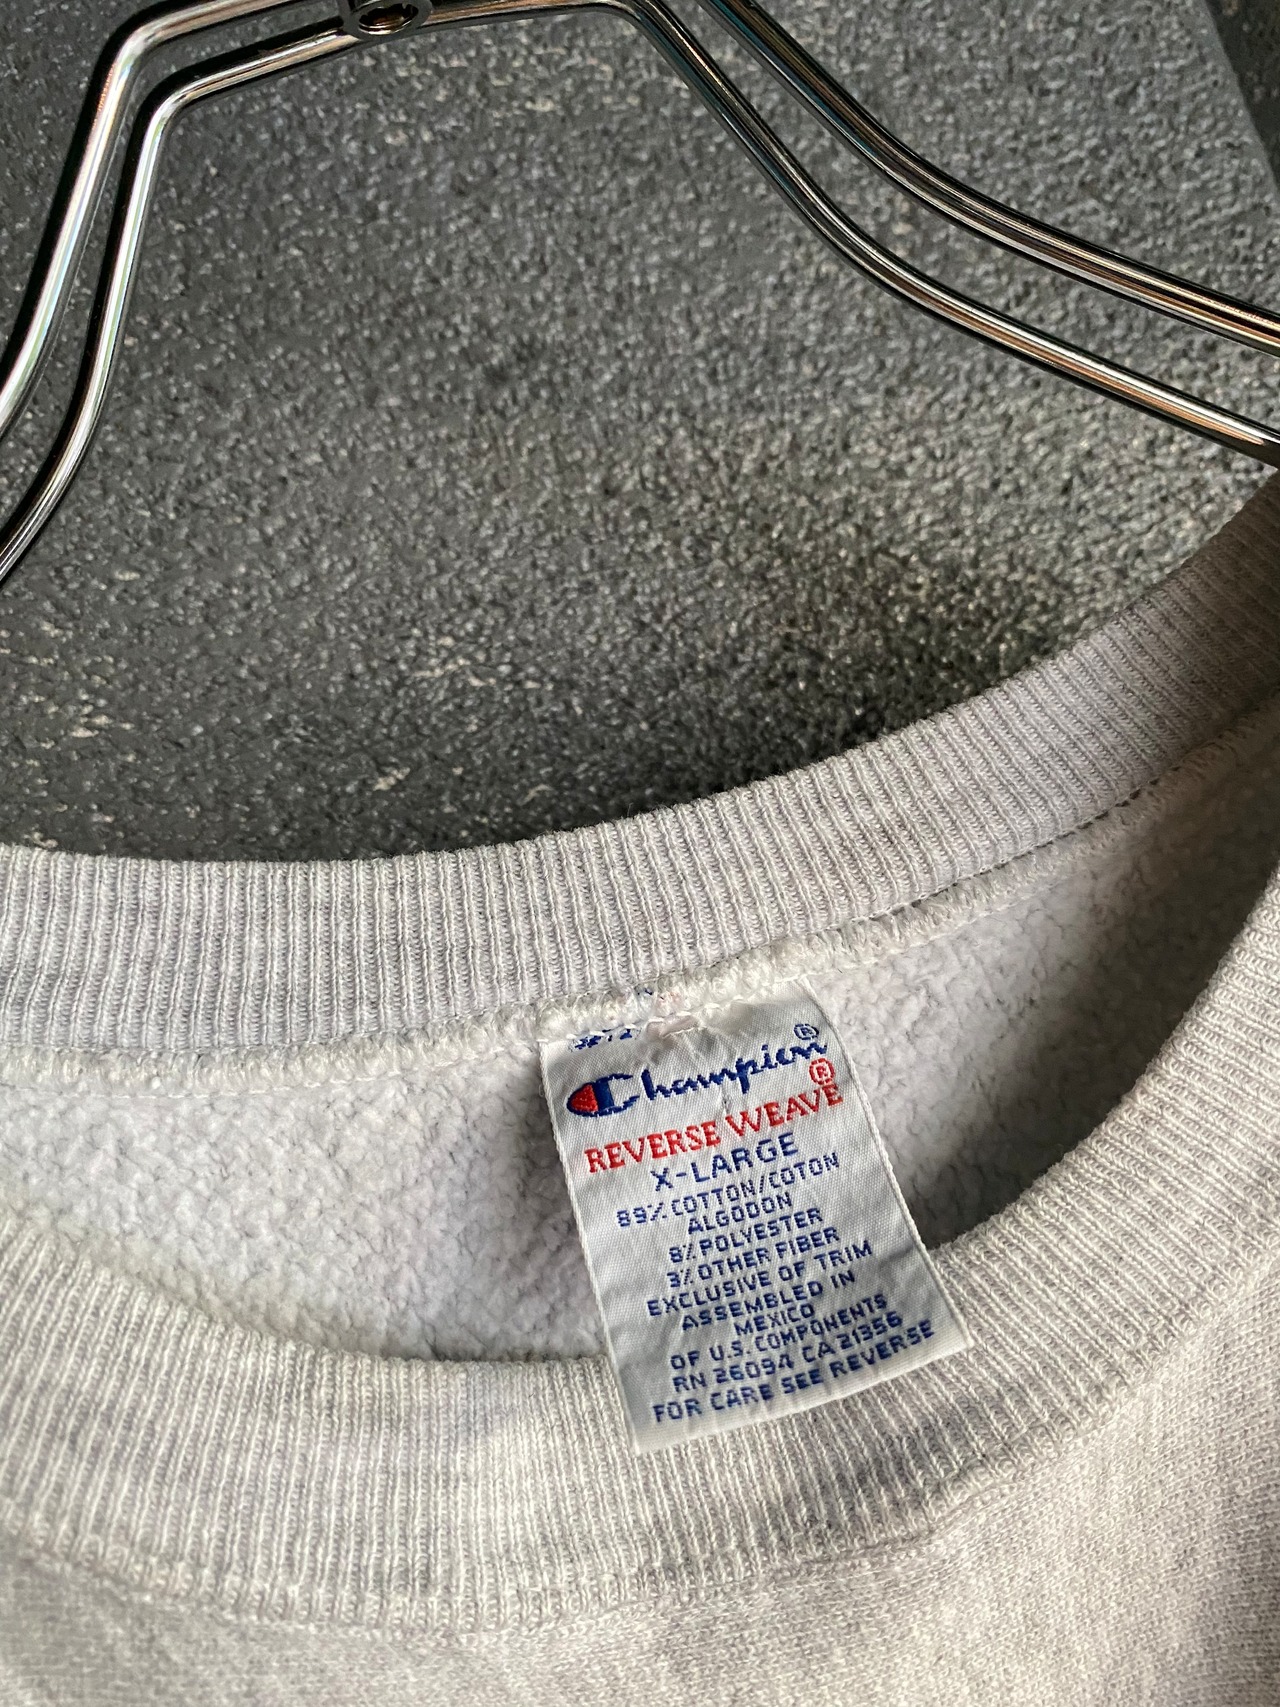 Champion®
REVERSE WEAVE®
X-LARGE
89% COTTON/COTON
ALGODON
8% POLYESTER
3% OTHER FIBER
EXCLUSIVE OF TRIM
ASSEMBLED IN
MEXICO
OF U.S. COMPONENTS
RN 26094 CA 21356
FOR CARE SEE REVERSE